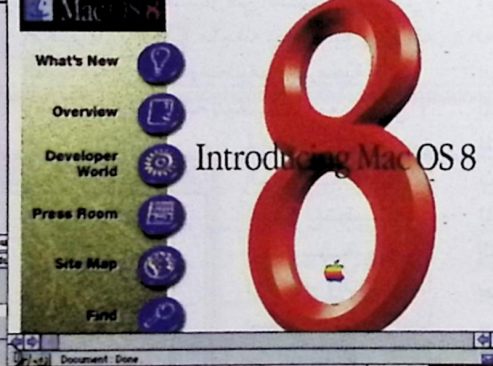 Mac OS 8
What's New
Overview
Developer
World
Press Room
Site Map
Find
Introducing Mac OS 8
Document : Done